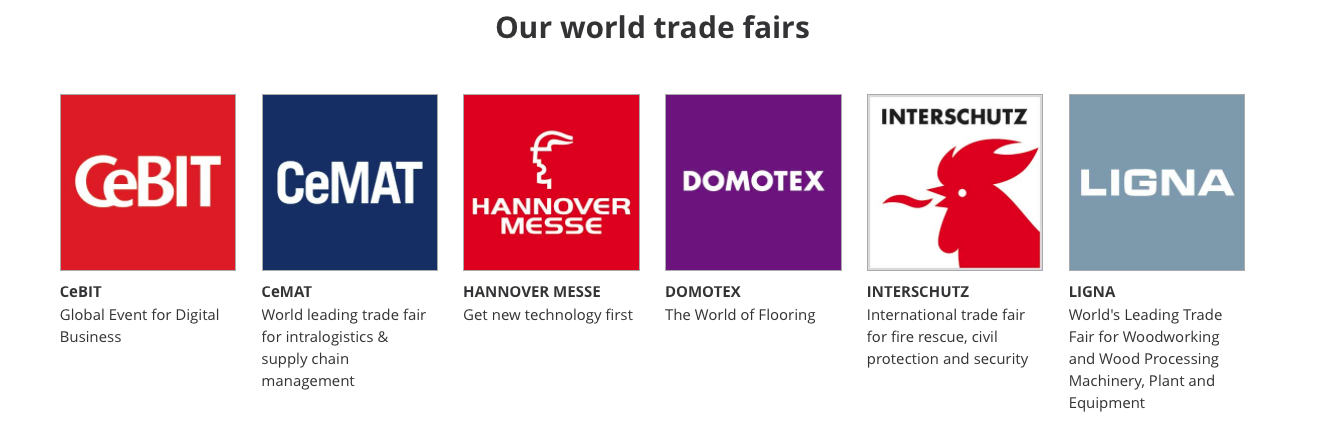 Our world trade fairs
CeBIT
CeMAT
HANNOVER
MESSE
DOMOTEX
INTERSCHUTZ
LIGNA
CeBIT
Global Event for Digital
Business
CeMAT
World leading trade fair
for intralogistics &
supply chain
management
HANNOVER MESSE
Get new technology first
DOMOTEX
The World of Flooring
INTERSCHUTZ
International trade fair
for fire rescue, civil
protection and security
LIGNA
World's Leading Trade
Fair for Woodworking
and Wood Processing
Machinery, Plant and
Equipment